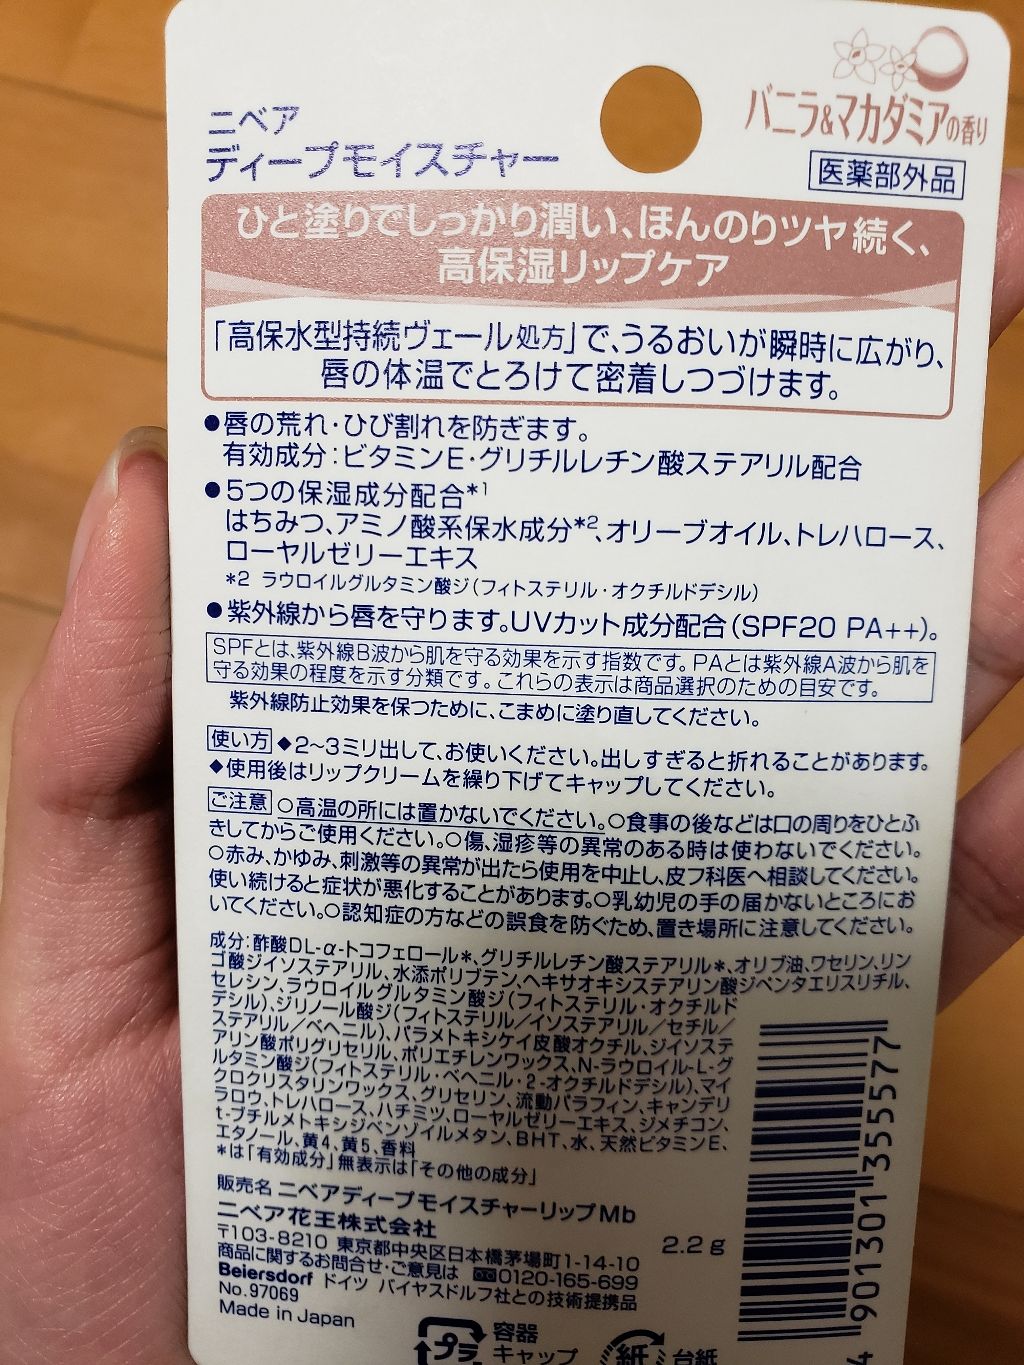 ニベア
ディープモイスチャー
バニラ&マカダミアの香り
医薬部外品
ひと塗りでしっかり潤い、ほんのりツヤ続く、
高保湿リップケア
「高保水型持続ヴェール処方」で、うるおいが瞬時に広がり、
唇の体温でとろけて密着しつづけます。
●唇の荒れ・ひび割れを防ぎます。
有効成分：ビタミンE・グリチルレチン酸ステアリル配合
●5つの保湿成分配合*1
はちみつ、アミノ酸系保水成分*2、オリーブオイル、トレハロース、
ローヤルゼリーエキス
*2 ラウロイルグルタミン酸ジ(フィトステリル・オクチルドデシル)
●紫外線から唇を守ります。UVカット成分配合(SPF20 PA++)。
SPFとは、紫外線B波から肌を守る効果を示す指数です。PAとは紫外線A波から肌を
守る効果の程度を示す分類です。これらの表示は商品選択のための目安です。
紫外線防止効果を保つために、こまめに塗り直してください。
使い方 ◆2～3ミリ出して、お使いください。出しすぎると折れることがあります。
◆使用後はリップクリームを繰り下げてキャップしてください。
ご注意 ○高温の所には置かないでください。○食事の後などは口の周りをひとふ
きしてからご使用ください。○傷、湿疹等の異常のある時は使わないでください。
○赤み、かゆみ、刺激等の異常が出たら使用を中止し、皮フ科医へ相談してください。
使い続けると症状が悪化することがあります。○乳幼児の手の届かないところにお
いてください。○認知症の方などの誤食を防ぐため、置き場所に注意してください。
成分：酢酸DL-α-トコフェロール*、グリチルレチン酸ステアリル*、オリブ油、ワセリン、リン
ゴ酸ジイソステアリル、水添ポリブテン、ヘキサオキシステアリン酸ジペンタエリスリチル、
セレシン、ラウロイルグルタミン酸ジ(フィトステリル・オクチルド
デシル)、ジリノール酸ジ(フィトステリル/イソステアリル/セチル/
ステアリル/ベヘニル)、パラメトキシケイ皮酸オクチル、ジイソステ
アリン酸ポリグリセリル、ポリエチレンワックス、N-ラウロイル-L-グ
ルタミン酸ジ(フィトステリル・ベヘニル・2-オクチルドデシル)、マイ
クロクリスタリンワックス、グリセリン、流動パラフィン、キャンデリ
ラロウ、トレハロース、ハチミツ、ローヤルゼリーエキス、ジメチコン、
t-ブチルメトキシジベンゾイルメタン、BHT、水、天然ビタミンE、
エタノール、黄4、黄5、香料
*は「有効成分」無表示は「その他の成分」
販売名 ニベアディープモイスチャーリップMb
ニベア花王株式会社
〒103-8210 東京都中央区日本橋茅場町1-14-10
商品に関するお問合せ・ご意見は 0120-165-699
Beiersdorf ドイツ バイヤスドルフ社との技術提携品
No.97069
Made in Japan
2.2g
4 901301 355577
プラ
容器
キャップ
紙
台紙